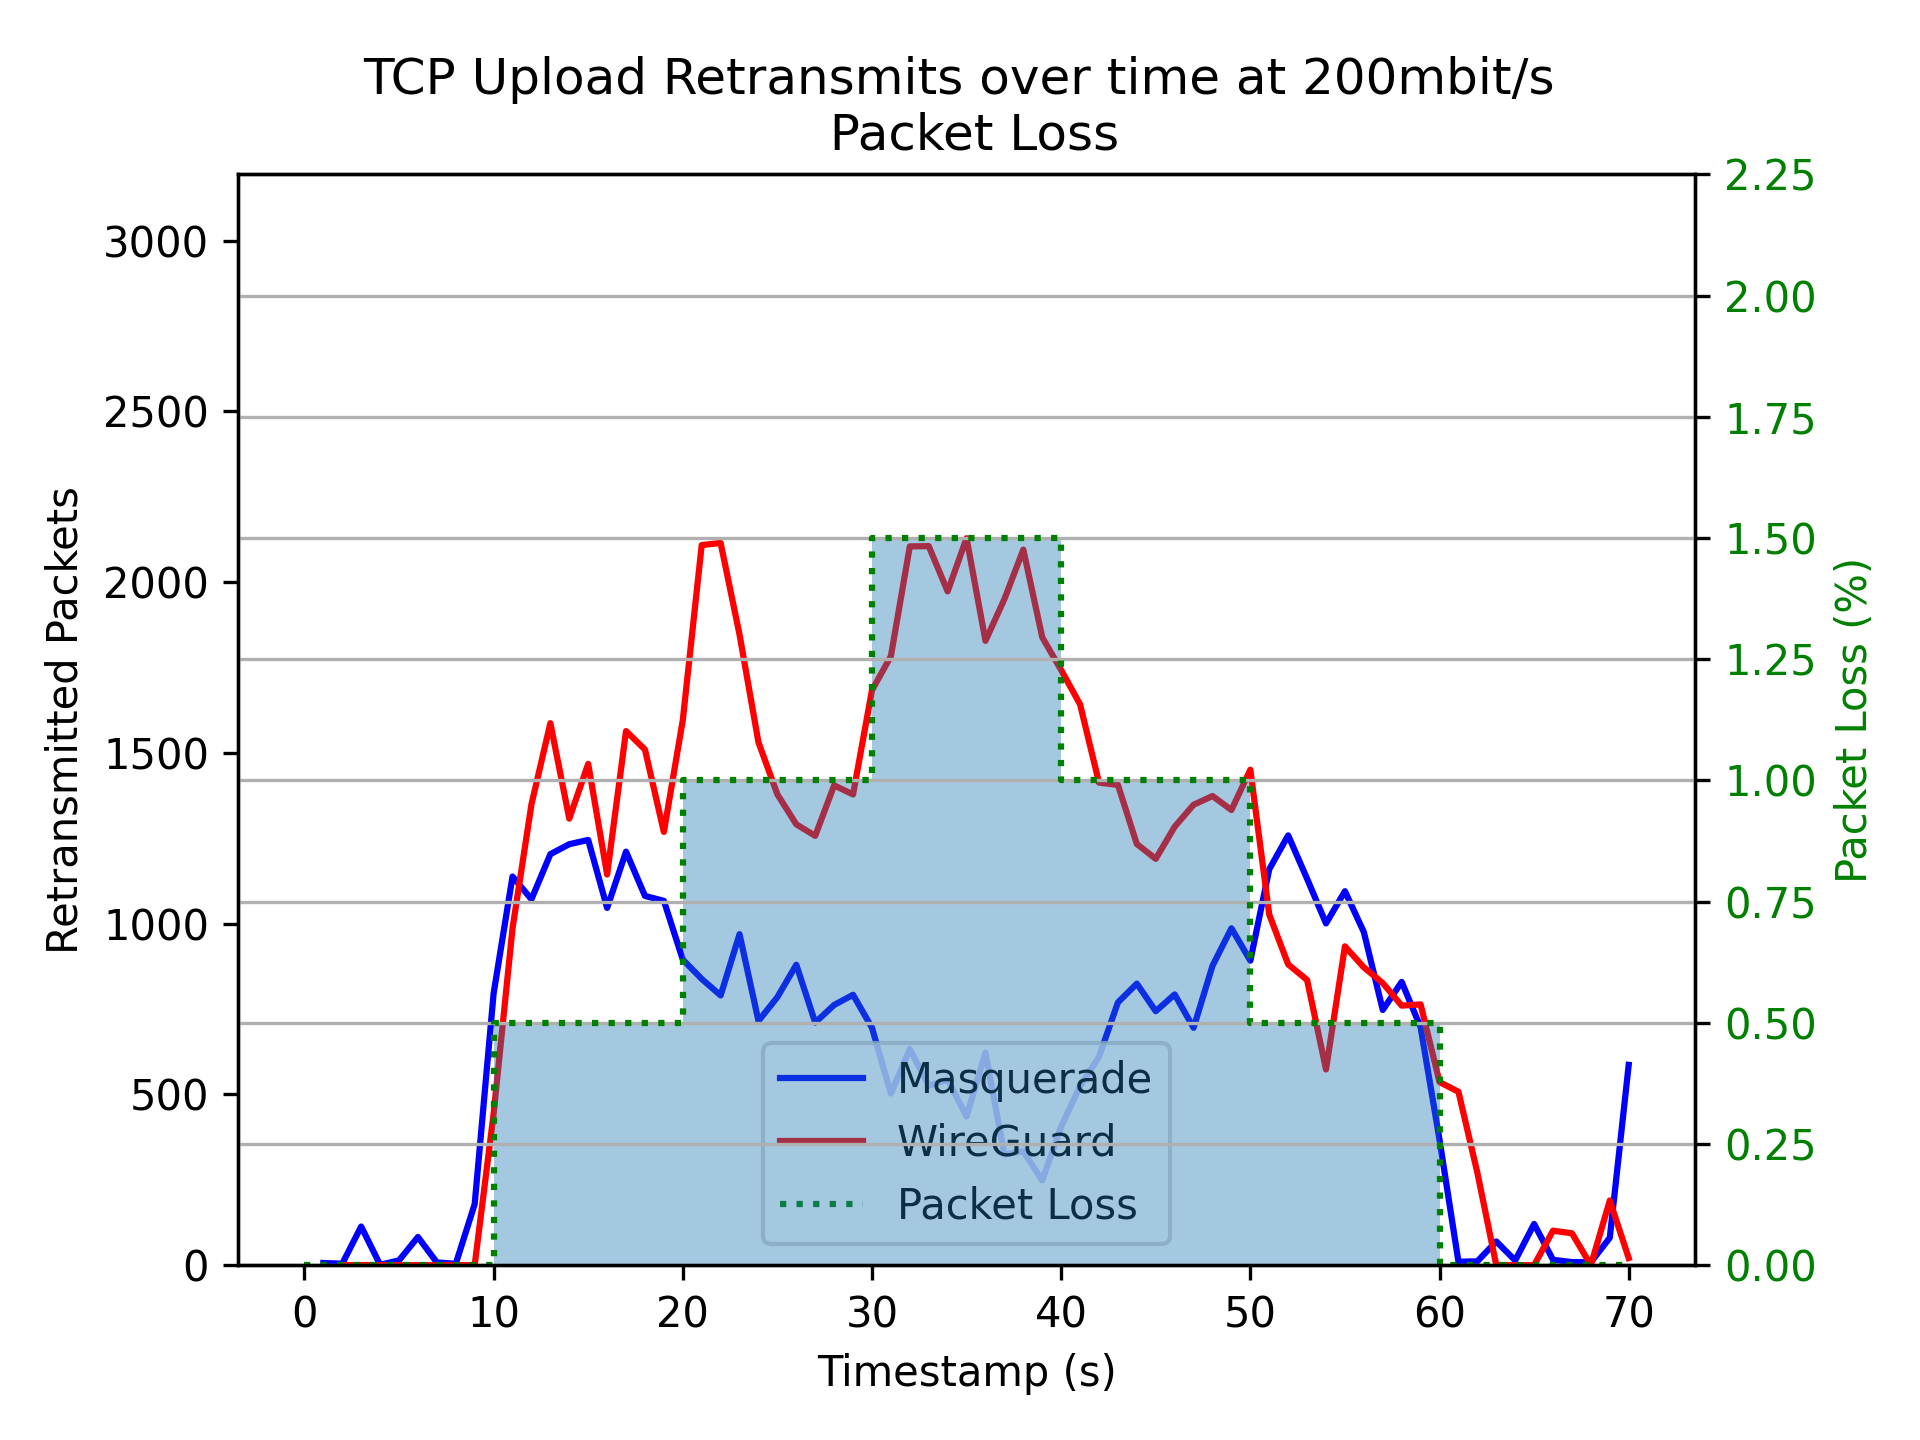 TCP Upload Retransmits over time at 200mbit/s
Packet Loss
Retransmitted Packets
3000
2500
2000
1500
1000
500
0
2.25
2.00
1.75
1.50
1.25
1.00
0.75
0.50
0.25
0.00
Packet Loss (%)
Masquerade
WireGuard
Packet Loss
0 10 20 30 40 50 60 70
Timestamp (s)